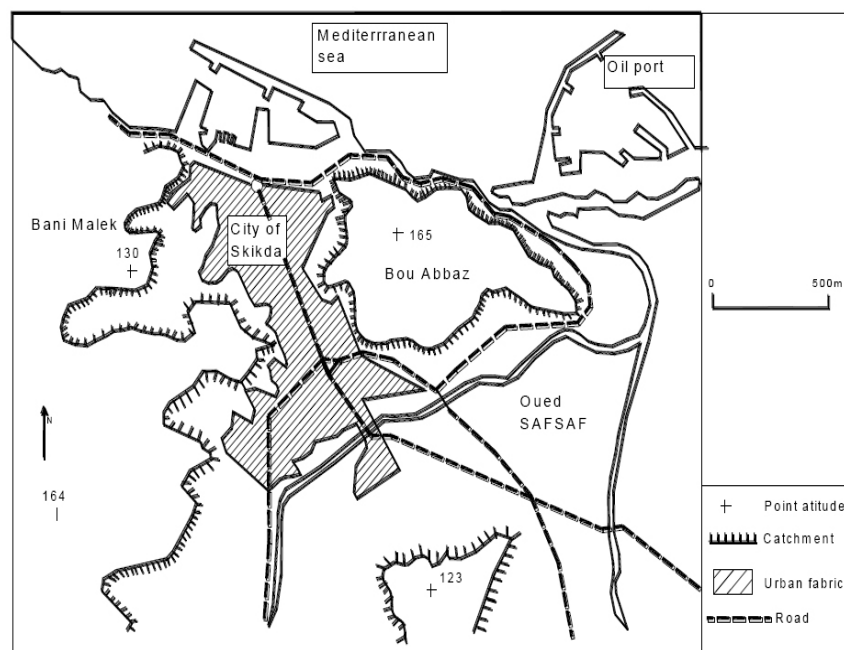 Mediterrranean
sea
Oil port
Bani Malek
130
City of
Skikda
165
Bou Abbaz
0 500m
Oued
SAFSAF
N
164
123
Point atitude
Catchment
Urban fabric
Road